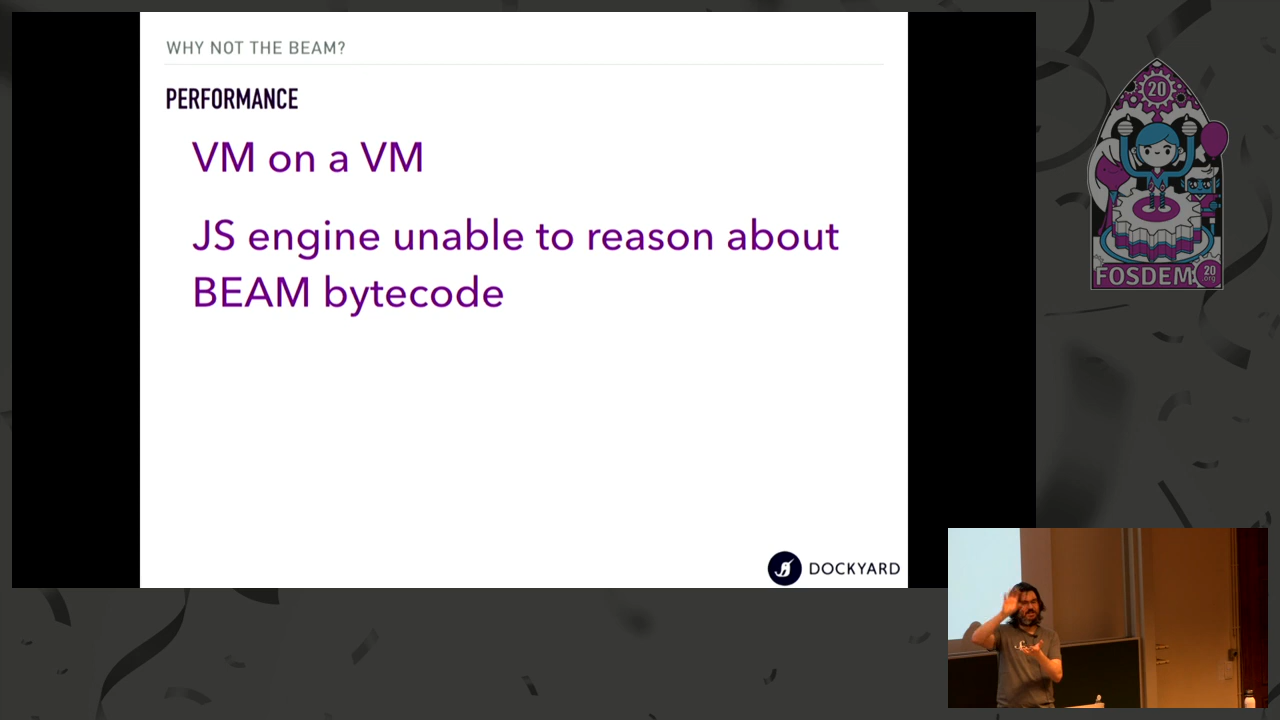 WHY NOT THE BEAM?
PERFORMANCE
VM on a VM
JS engine unable to reason about
BEAM bytecode
DOCKYARD
20
FOSDEM
20
.org